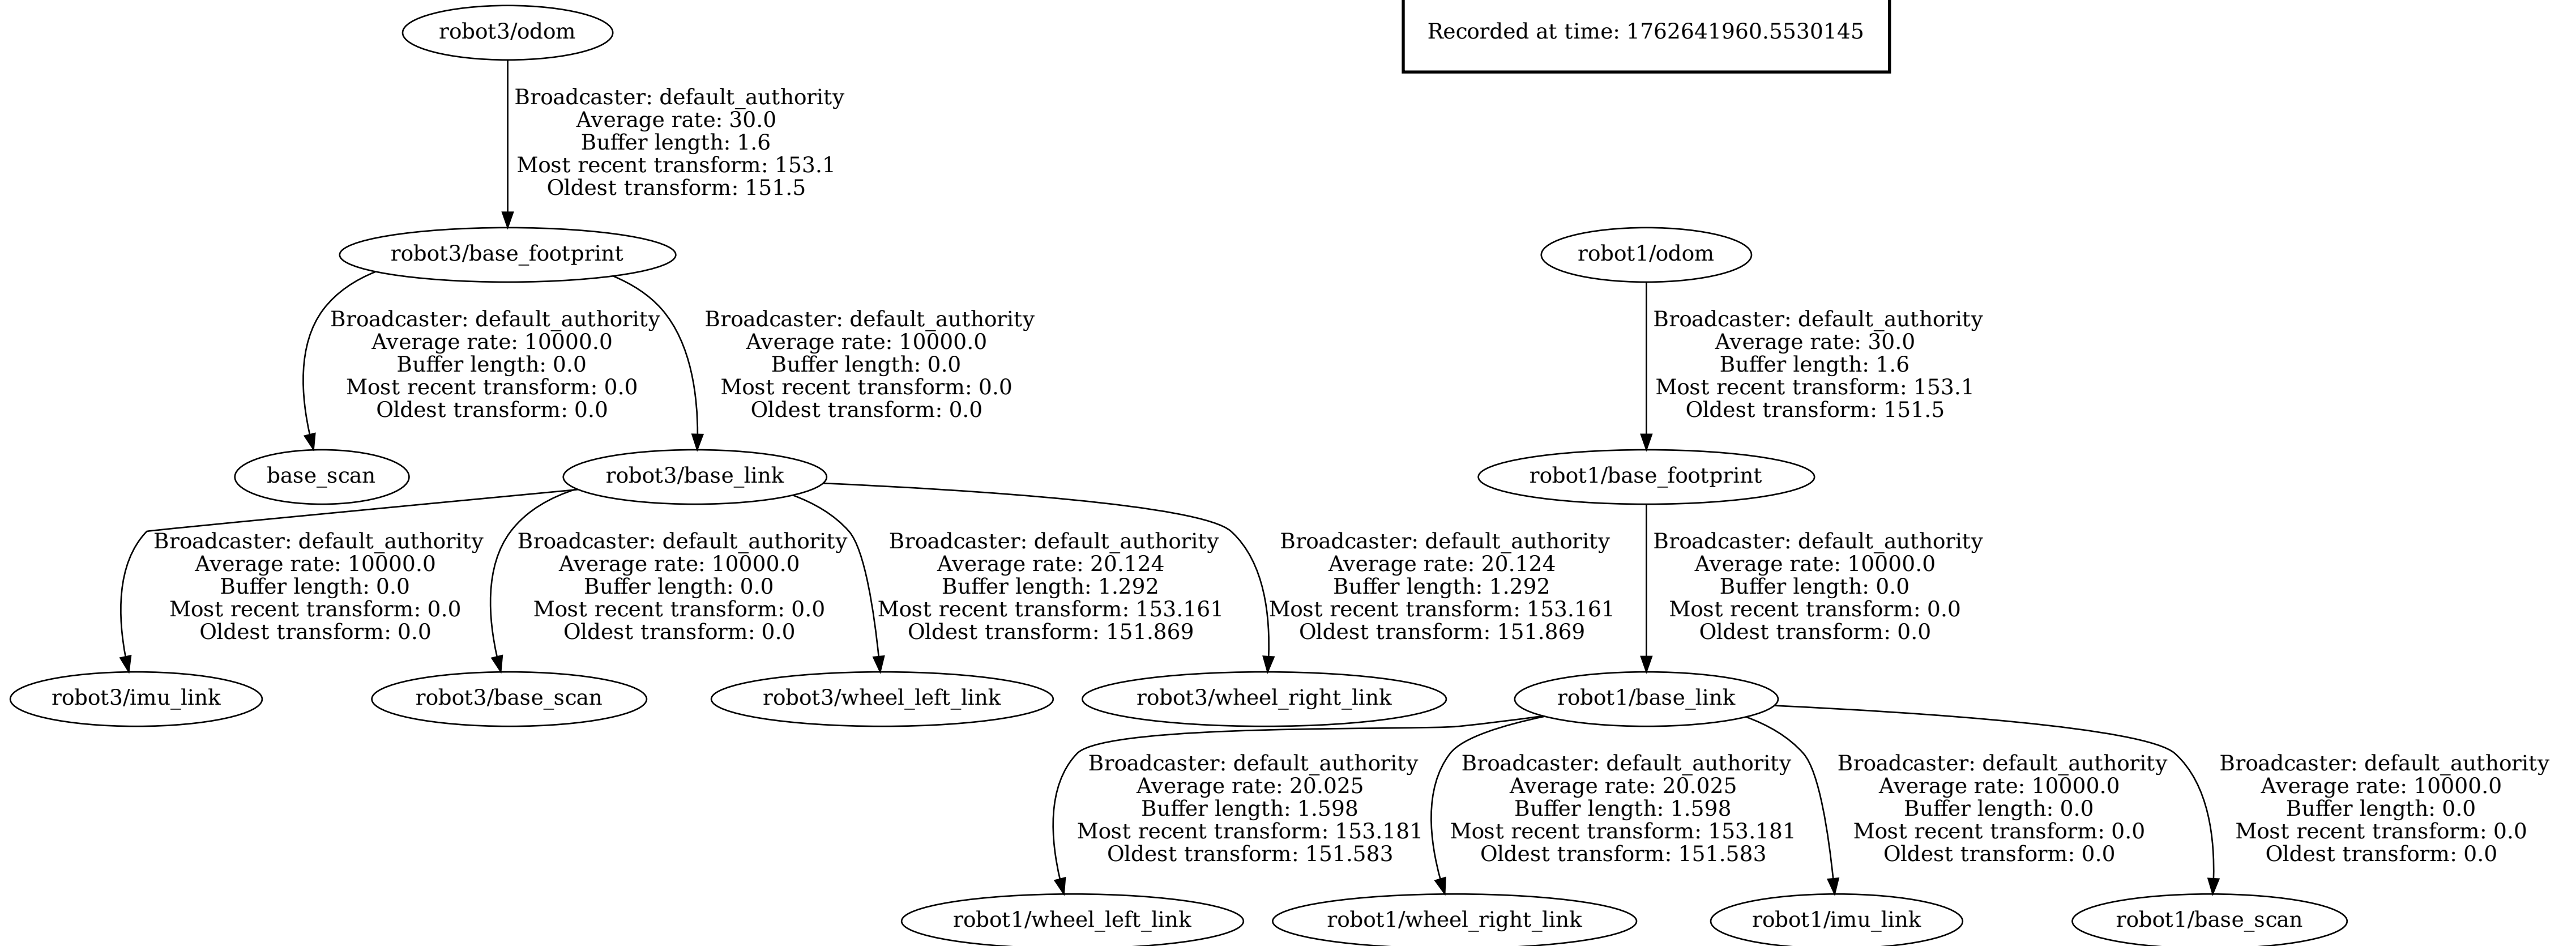 robot3/odom
Recorded at time: 1762641960.5530145
Broadcaster: default_authority
Average rate: 30.0
Buffer length: 1.6
Most recent transform: 153.1
Oldest transform: 151.5
robot3/base_footprint
robot1/odom
Broadcaster: default_authority
Average rate: 10000.0
Buffer length: 0.0
Most recent transform: 0.0
Oldest transform: 0.0
Broadcaster: default_authority
Average rate: 10000.0
Buffer length: 0.0
Most recent transform: 0.0
Oldest transform: 0.0
Broadcaster: default_authority
Average rate: 30.0
Buffer length: 1.6
Most recent transform: 153.1
Oldest transform: 151.5
base_scan
robot3/base_link
robot1/base_footprint
Broadcaster: default_authority
Average rate: 10000.0
Buffer length: 0.0
Most recent transform: 0.0
Oldest transform: 0.0
Broadcaster: default_authority
Average rate: 10000.0
Buffer length: 0.0
Most recent transform: 0.0
Oldest transform: 0.0
Broadcaster: default_authority
Average rate: 20.124
Buffer length: 1.292
Most recent transform: 153.161
Oldest transform: 151.869
Broadcaster: default_authority
Average rate: 20.124
Buffer length: 1.292
Most recent transform: 153.161
Oldest transform: 151.869
Broadcaster: default_authority
Average rate: 10000.0
Buffer length: 0.0
Most recent transform: 0.0
Oldest transform: 0.0
robot3/imu_link
robot3/base_scan
robot3/wheel_left_link
robot3/wheel_right_link
robot1/base_link
Broadcaster: default_authority
Average rate: 20.025
Buffer length: 1.598
Most recent transform: 153.181
Oldest transform: 151.583
Broadcaster: default_authority
Average rate: 20.025
Buffer length: 1.598
Most recent transform: 153.181
Oldest transform: 151.583
Broadcaster: default_authority
Average rate: 10000.0
Buffer length: 0.0
Most recent transform: 0.0
Oldest transform: 0.0
Broadcaster: default_authority
Average rate: 10000.0
Buffer length: 0.0
Most recent transform: 0.0
Oldest transform: 0.0
robot1/wheel_left_link
robot1/wheel_right_link
robot1/imu_link
robot1/base_scan